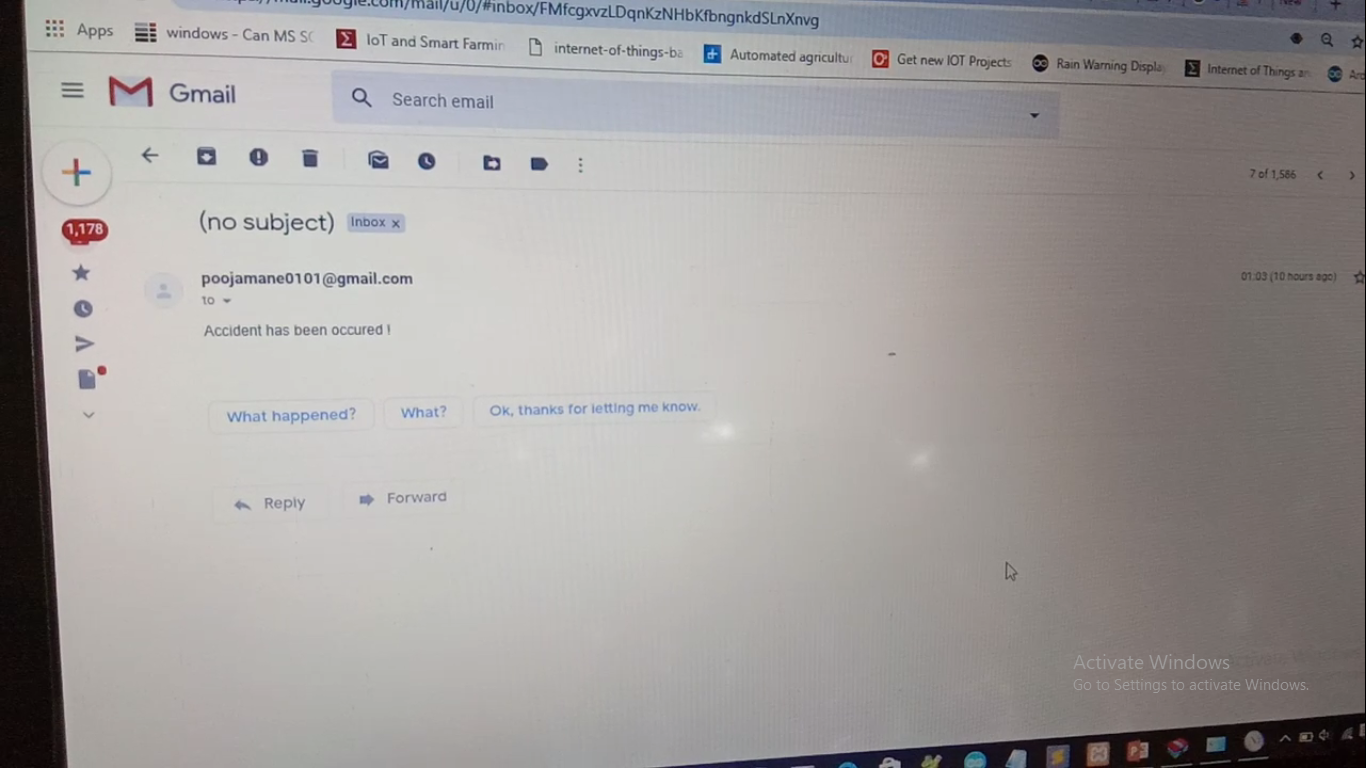 mail.google.com/mail/u/0/#inbox/FMfcgxvzLDqnKzNHbKfbngnkdSLnXnvg
New
Apps windows - Can MS SC IoT and Smart Farmin internet-of-things-ba Automated agricultu Get new IOT Projects Rain Warning Displa Internet of Things an
Gmail Search email
7 of 1,586
(no subject) Inbox x
1,178
poojamane0101@gmail.com 01:03 (10 hours ago)
to
Accident has been occured !
What happened? What? Ok, thanks for letting me know.
Reply Forward
Activate Windows
Go to Settings to activate Windows.